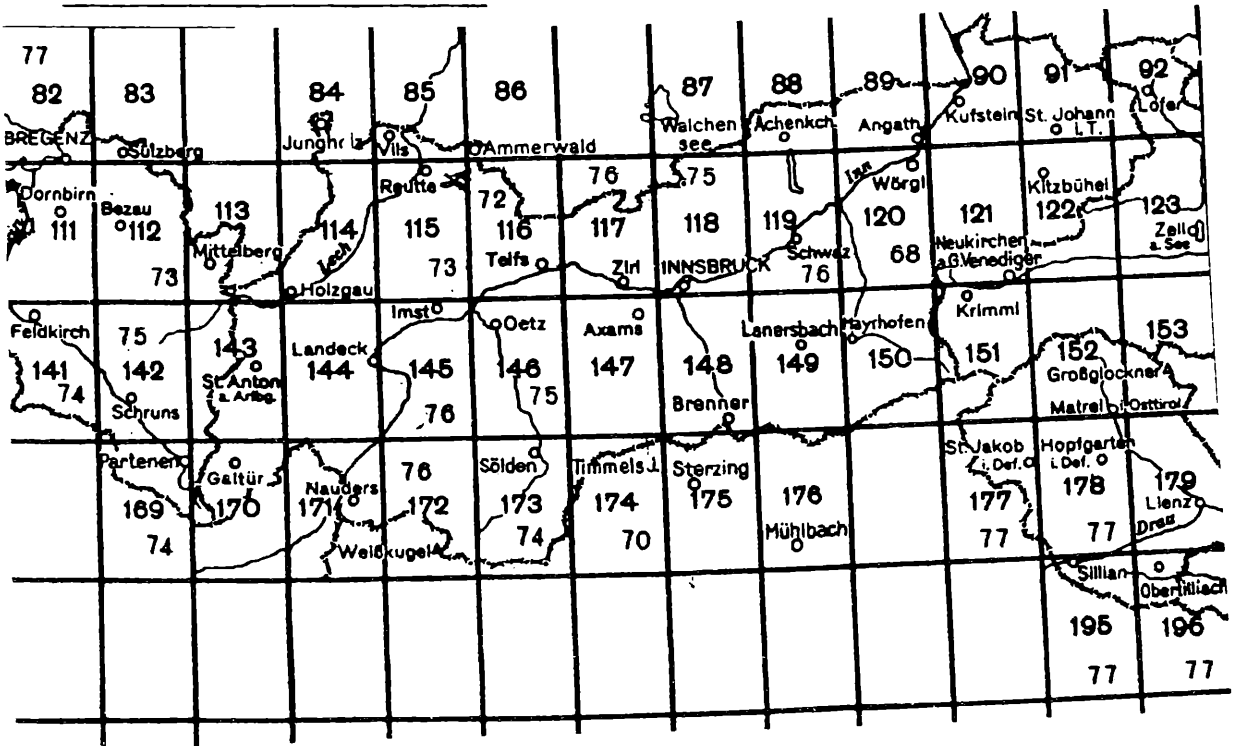 77
82 83 84 85 86 87 88 89 90 91 92
BREGENZ
Sulzberg
Vils
Ammerwald
Walchen
see
Achenkch.
Angath
Kufstein
St. Johann
i.T.
Lofer
Dornbirn
111
Bezau
112
113
Mittelberg
73
114
Lech
Holzgau
Reutte
115
73
72
116
Telfs
76
117
Zirl
75
118
INNSBRUCK
119
Schwaz
76
Inn
Wörgl
120
68
121
Neukirchen
a.G.Venediger
Kitzbühel
122
123
Zell
a. See
Feldkirch
141
74
75
142
Schruns
143
St. Anton
a. Arlbg.
Landeck
144
Imst
145
76
Oetz
146
75
Axams
147
148
Brenner
Lanersbach
149
Mayrhofen
150
Krimml
151
152
Großglockner
Matrei i. Osttirol
153
Partenen
169
74
Galtür
170
Nauders
171
76
172
Weißkugel
Sölden
173
74
Timmels J.
174
70
Sterzing
175
176
Mühlbach
St. Jakob
i. Def.
177
77
Hopfgarten
i. Def.
178
77
179
Lienz
Drau
Sillian
Obertilliach
195
77
196
77